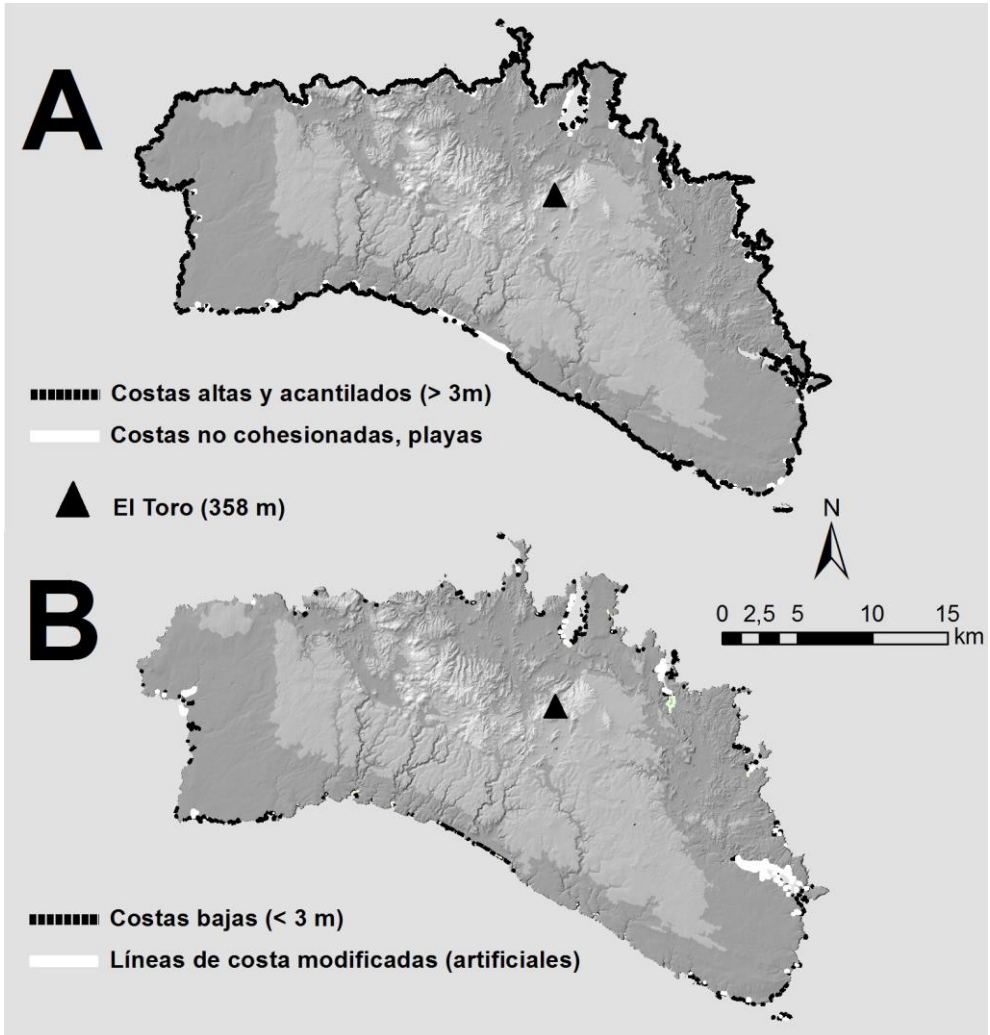 A
Costas altas y acantilados (> 3m)
Costas no cohesionadas, playas
El Toro (358 m)
N
B
0 2,5 5 10 15
km
Costas bajas (< 3 m)
Líneas de costa modificadas (artificiales)